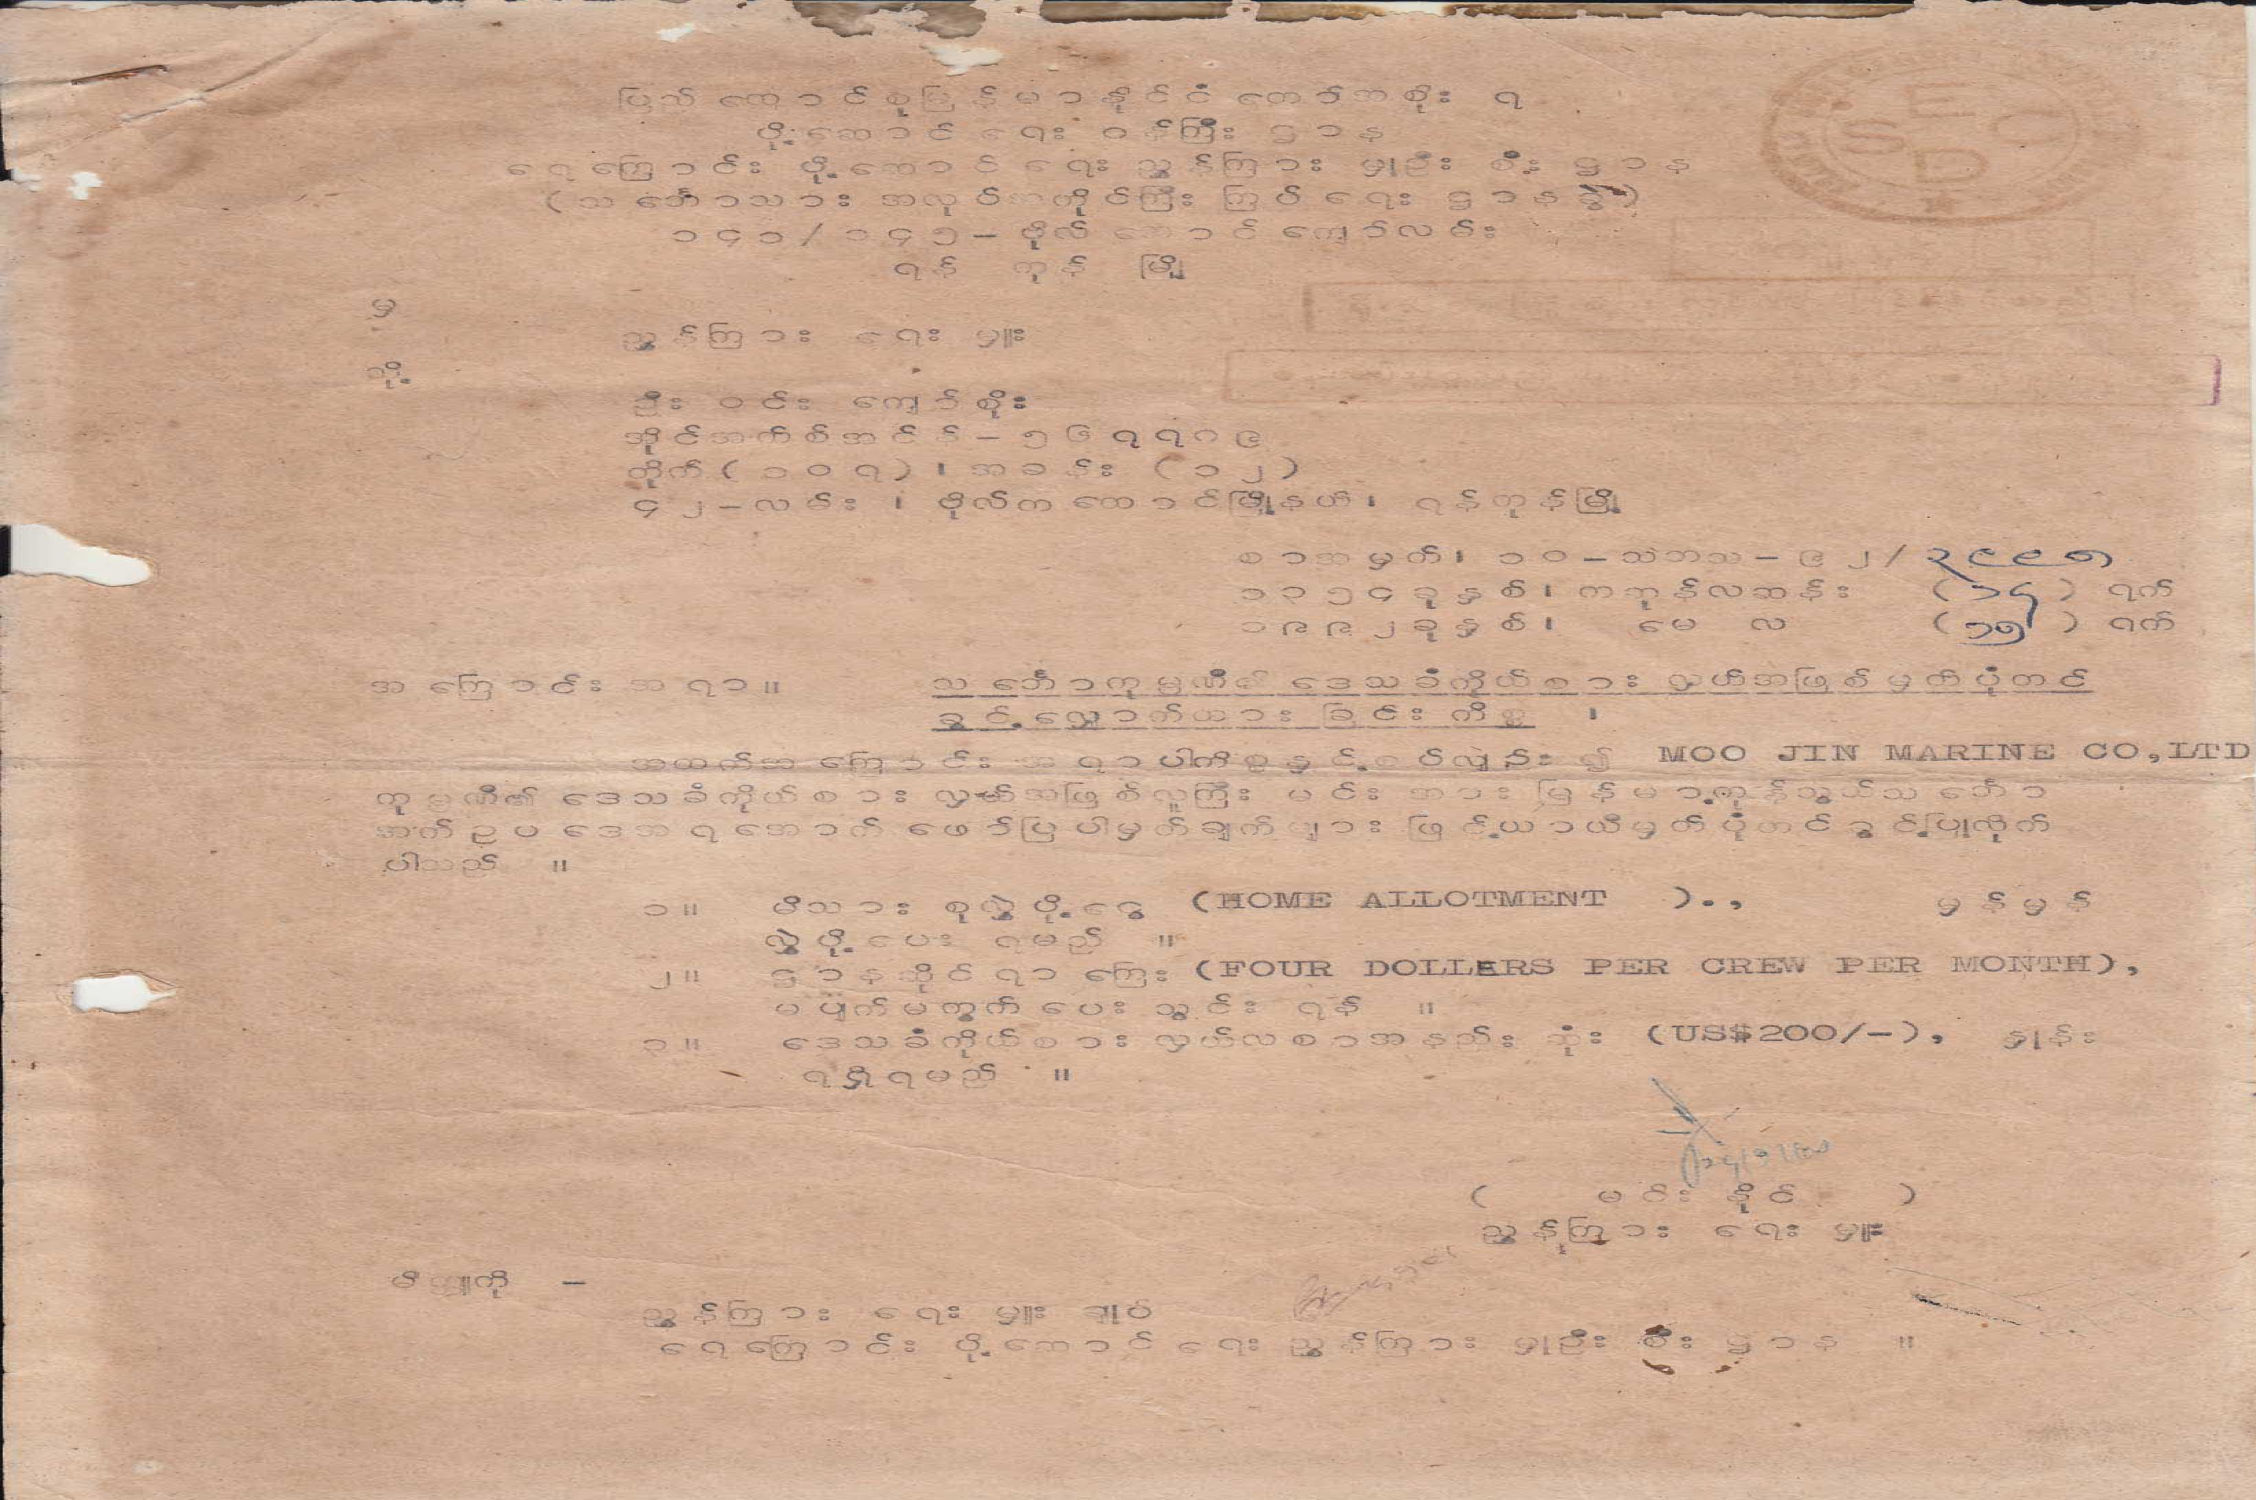 ပြည်ထောင်စုမြန်မာနိုင်ငံတော်အစိုးရ
ပို့ဆောင်ရေးဝန်ကြီးဌာန
ရေကြောင်းပို့ဆောင်ရေးညွှန်ကြားမှုဦးစီးဌာန
(သင်္ဘောသားအလုပ်အကိုင်ကြီးကြပ်ရေးဌာနခွဲ)
၁၄၁/၁၄၅-ဗိုလ်အောင်ကျော်လမ်း
ရန်ကုန်မြို့
မှ
ညွှန်ကြားရေးမှူး
သို့
ဦးဝင်းကျော်စိုး
အိုင်အက်စ်အင်စ်-၅၆၇၇၀၉
တိုက်(၁၀၇)၊ အခန်း (၁၂)
၄၂-လမ်း၊ ဗိုလ်တထောင်မြို့နယ်၊ ရန်ကုန်မြို့
စာအမှတ်၊ ၁၀-သဘသ-၉၂/၃၉၉၈
၁၃၅၄ခုနှစ်၊ ကဆုန်လဆန်း (၁၄) ရက်
၁၉၉၂ခုနှစ်၊ မေလ (၁၅) ရက်
အကြောင်းအရာ။ သင်္ဘောကုမ္ပဏီ၏ဒေသခံကိုယ်စားလှယ်အဖြစ်မှတ်ပုံတင်
ခွင့်လျှောက်ထားခြင်းကိစ္စ ၊
အထက်အကြောင်းအရာပါကိစ္စနှင့်စပ်လျဉ်း၍ MOO JIN MARINE CO,LTD
ကုမ္ပဏီ၏ဒေသခံကိုယ်စားလှယ်အဖြစ်လူကြီးမင်းအားမြန်မာ့ကုန်သွယ်သင်္ဘော
အက်ဥပဒေအရအောက်ဖော်ပြပါမှတ်ချက်များဖြင့်ယာယီမှတ်ပုံတင်ခွင့်ပြုလိုက်
ပါသည် ။
၁။ မိသားစုလွှဲပို့ငွေ (HOME ALLOTMENT )., မှန်မှန်
လွှဲပို့ပေးရမည် ။
၂။ ဌာနဆိုင်ရာကြေး (FOUR DOLLARS PER CREW PER MONTH),
မပျက်မကွက်ပေးသွင်းရန် ။
၃။ ဒေသခံကိုယ်စားလှယ်လစာအနည်းဆုံး (US$200/-), နှုန်း
ရရှိရမည် ။
( မင်းနိုင် )
ညွှန်ကြားရေးမှူး
မိတ္တူကို -
ညွှန်ကြားရေးမှူးချုပ်
ရေကြောင်းပို့ဆောင်ရေးညွှန်ကြားမှုဦးစီးဌာန ။